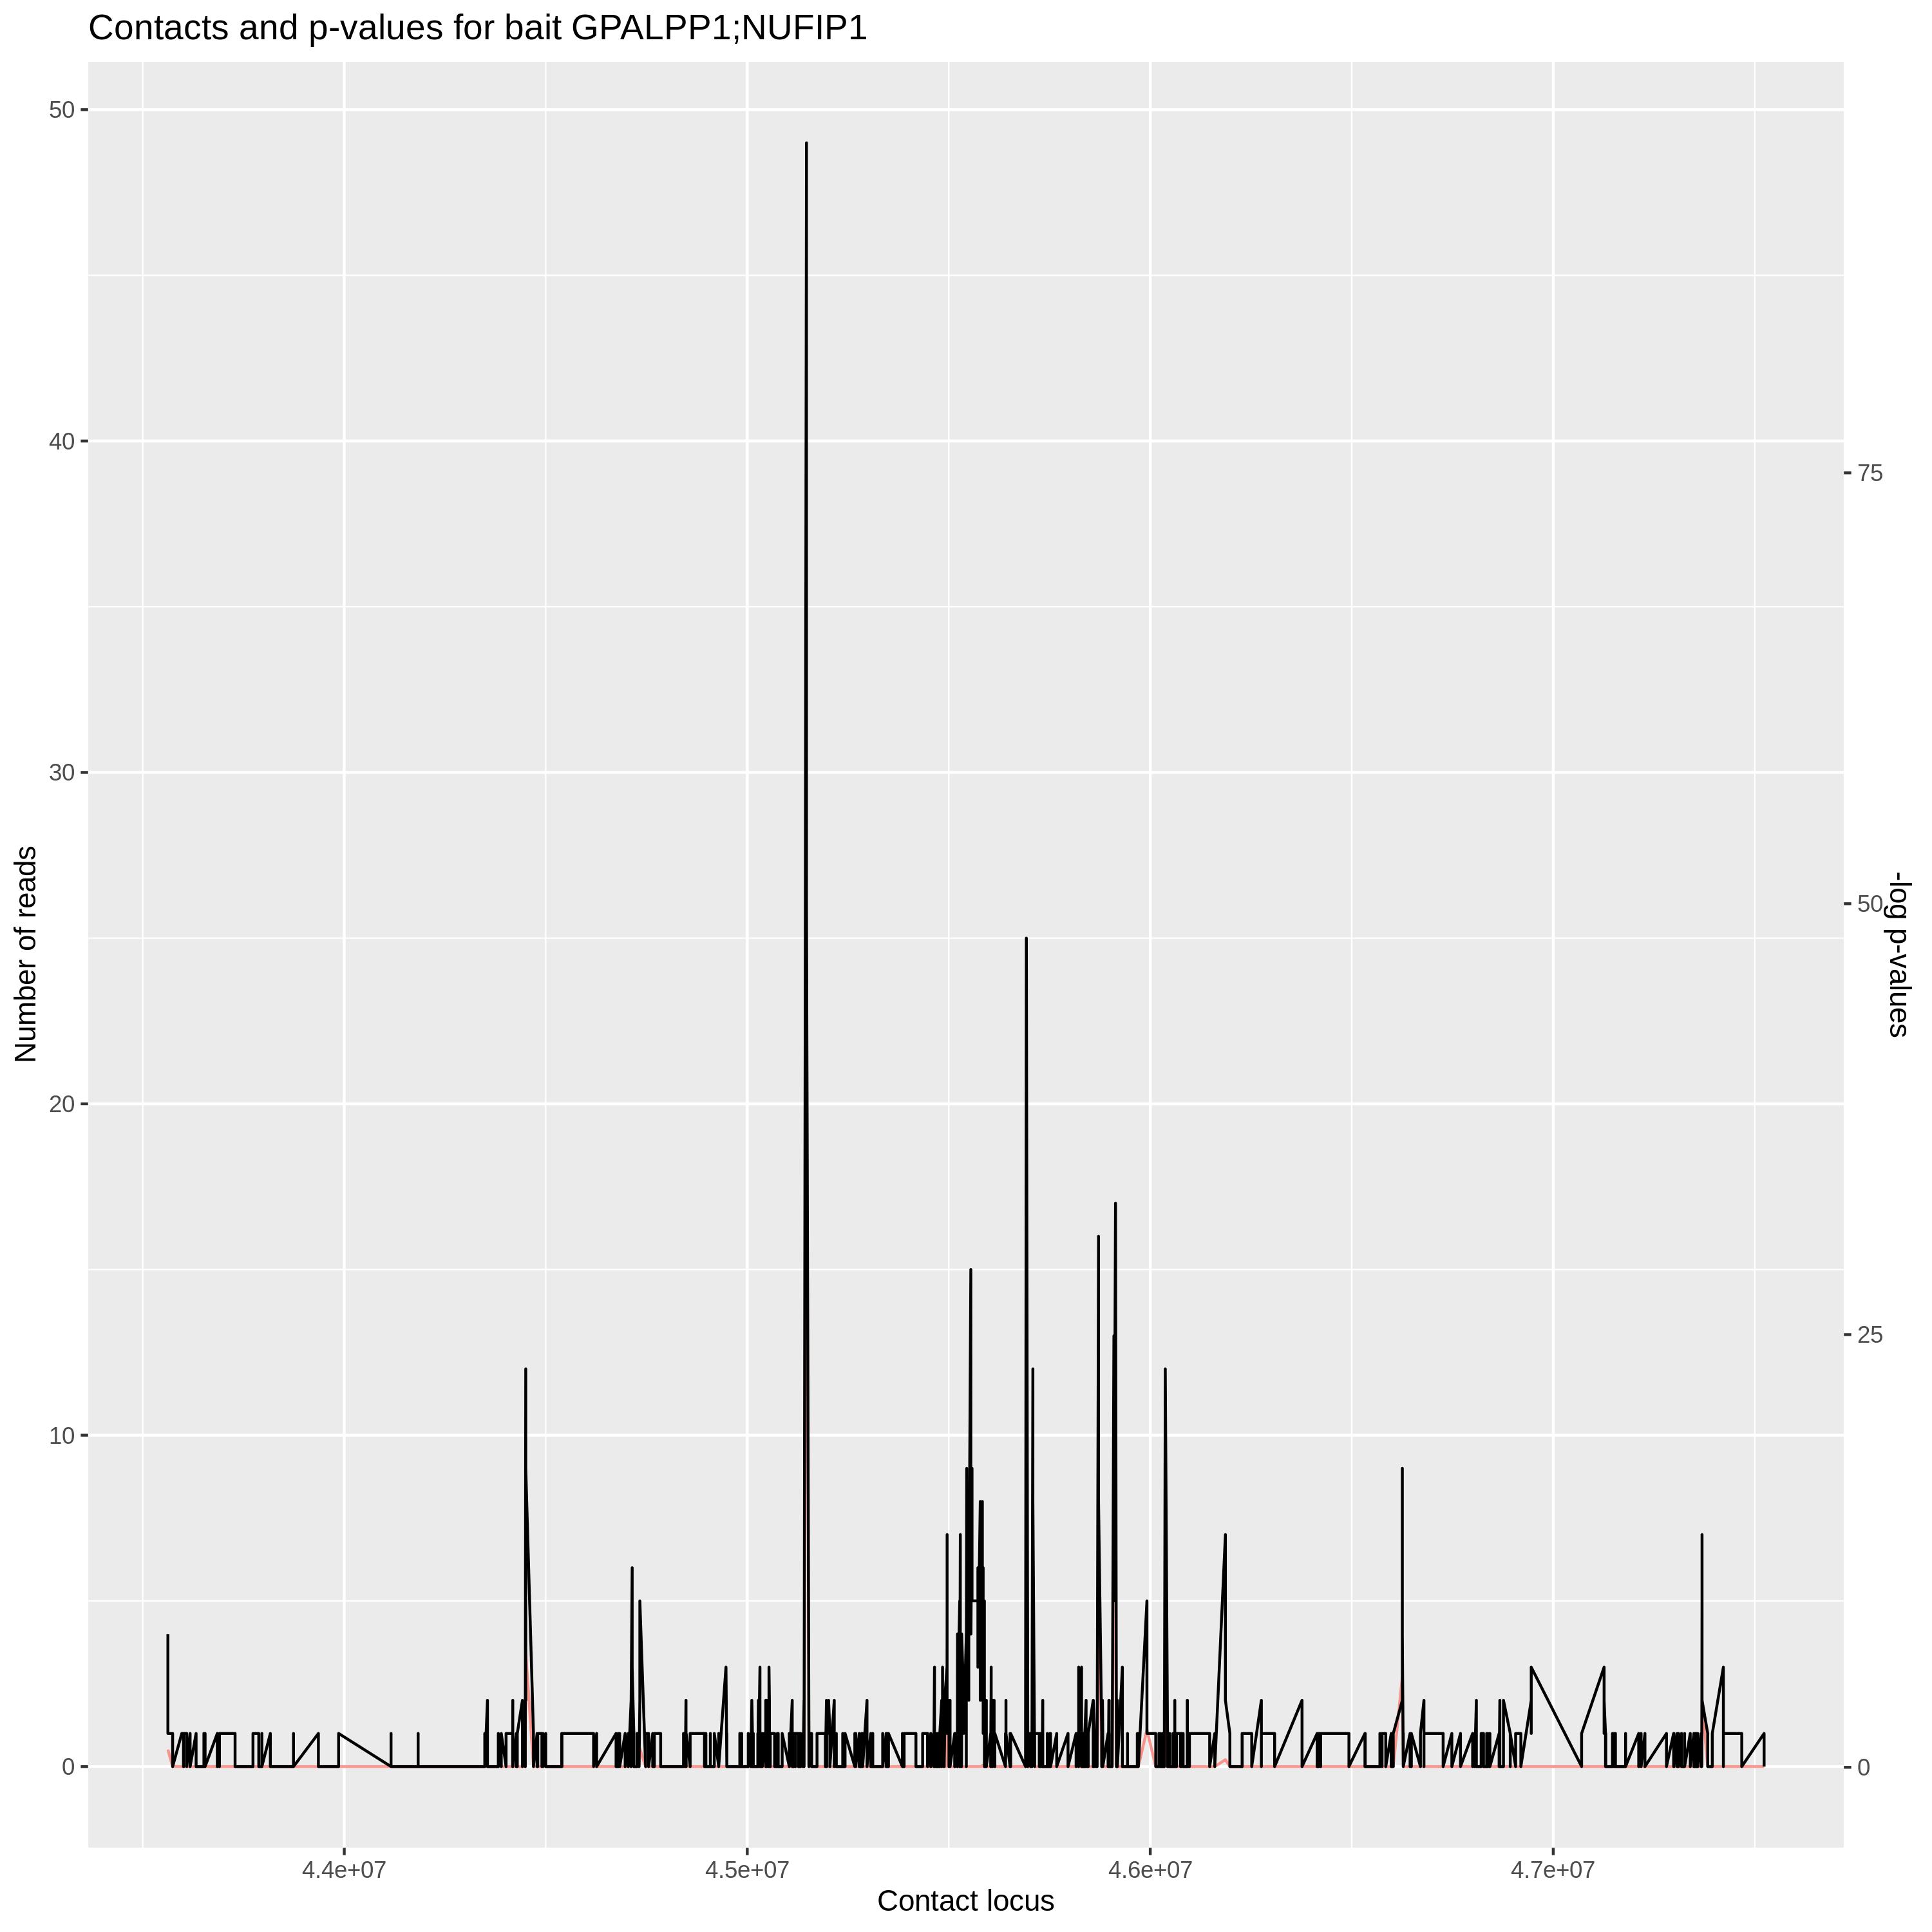 Contacts and p-values for bait GPALPP1;NUFIP1
50
40
30
20
10
0
Number of reads
75
50
25
0
-log p-values
4.4e+07
4.5e+07
4.6e+07
4.7e+07
Contact locus